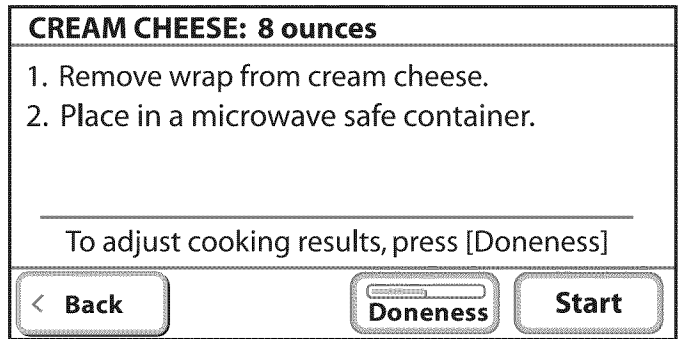 CREAM CHEESE: 8 ounces
1. Remove wrap from cream cheese.
2. Place in a microwave safe container.
To adjust cooking results, press [Doneness]
< Back
Doneness
Start